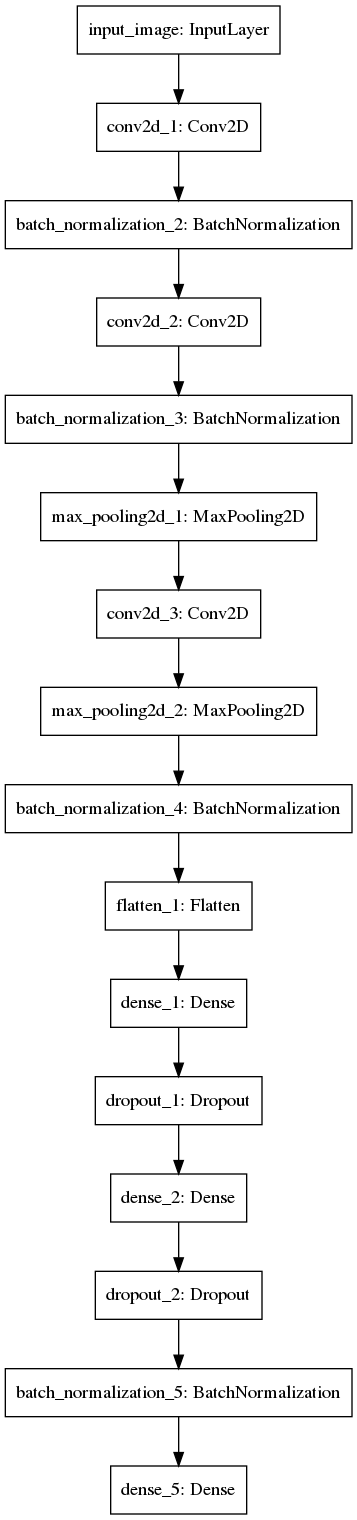 input_image: InputLayer
conv2d_1: Conv2D
batch_normalization_2: BatchNormalization
conv2d_2: Conv2D
batch_normalization_3: BatchNormalization
max_pooling2d_1: MaxPooling2D
conv2d_3: Conv2D
max_pooling2d_2: MaxPooling2D
batch_normalization_4: BatchNormalization
flatten_1: Flatten
dense_1: Dense
dropout_1: Dropout
dense_2: Dense
dropout_2: Dropout
batch_normalization_5: BatchNormalization
dense_5: Dense